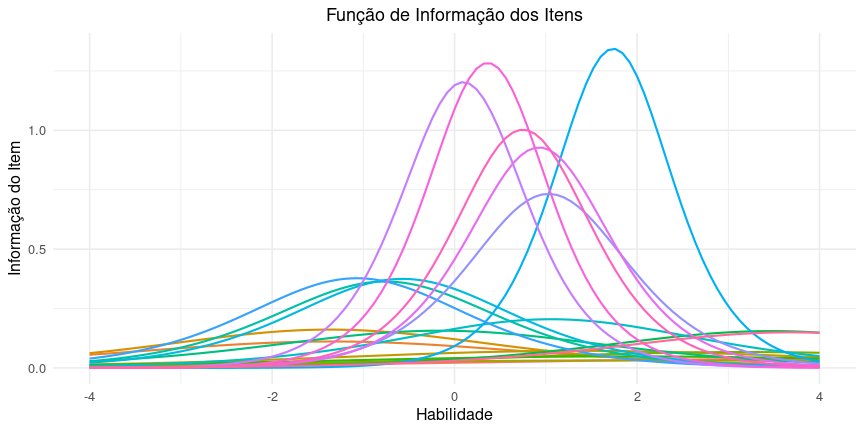 Função de Informação dos Itens
Informação do Item
1.0
0.5
0.0
-4
-2
0
2
4
Habilidade